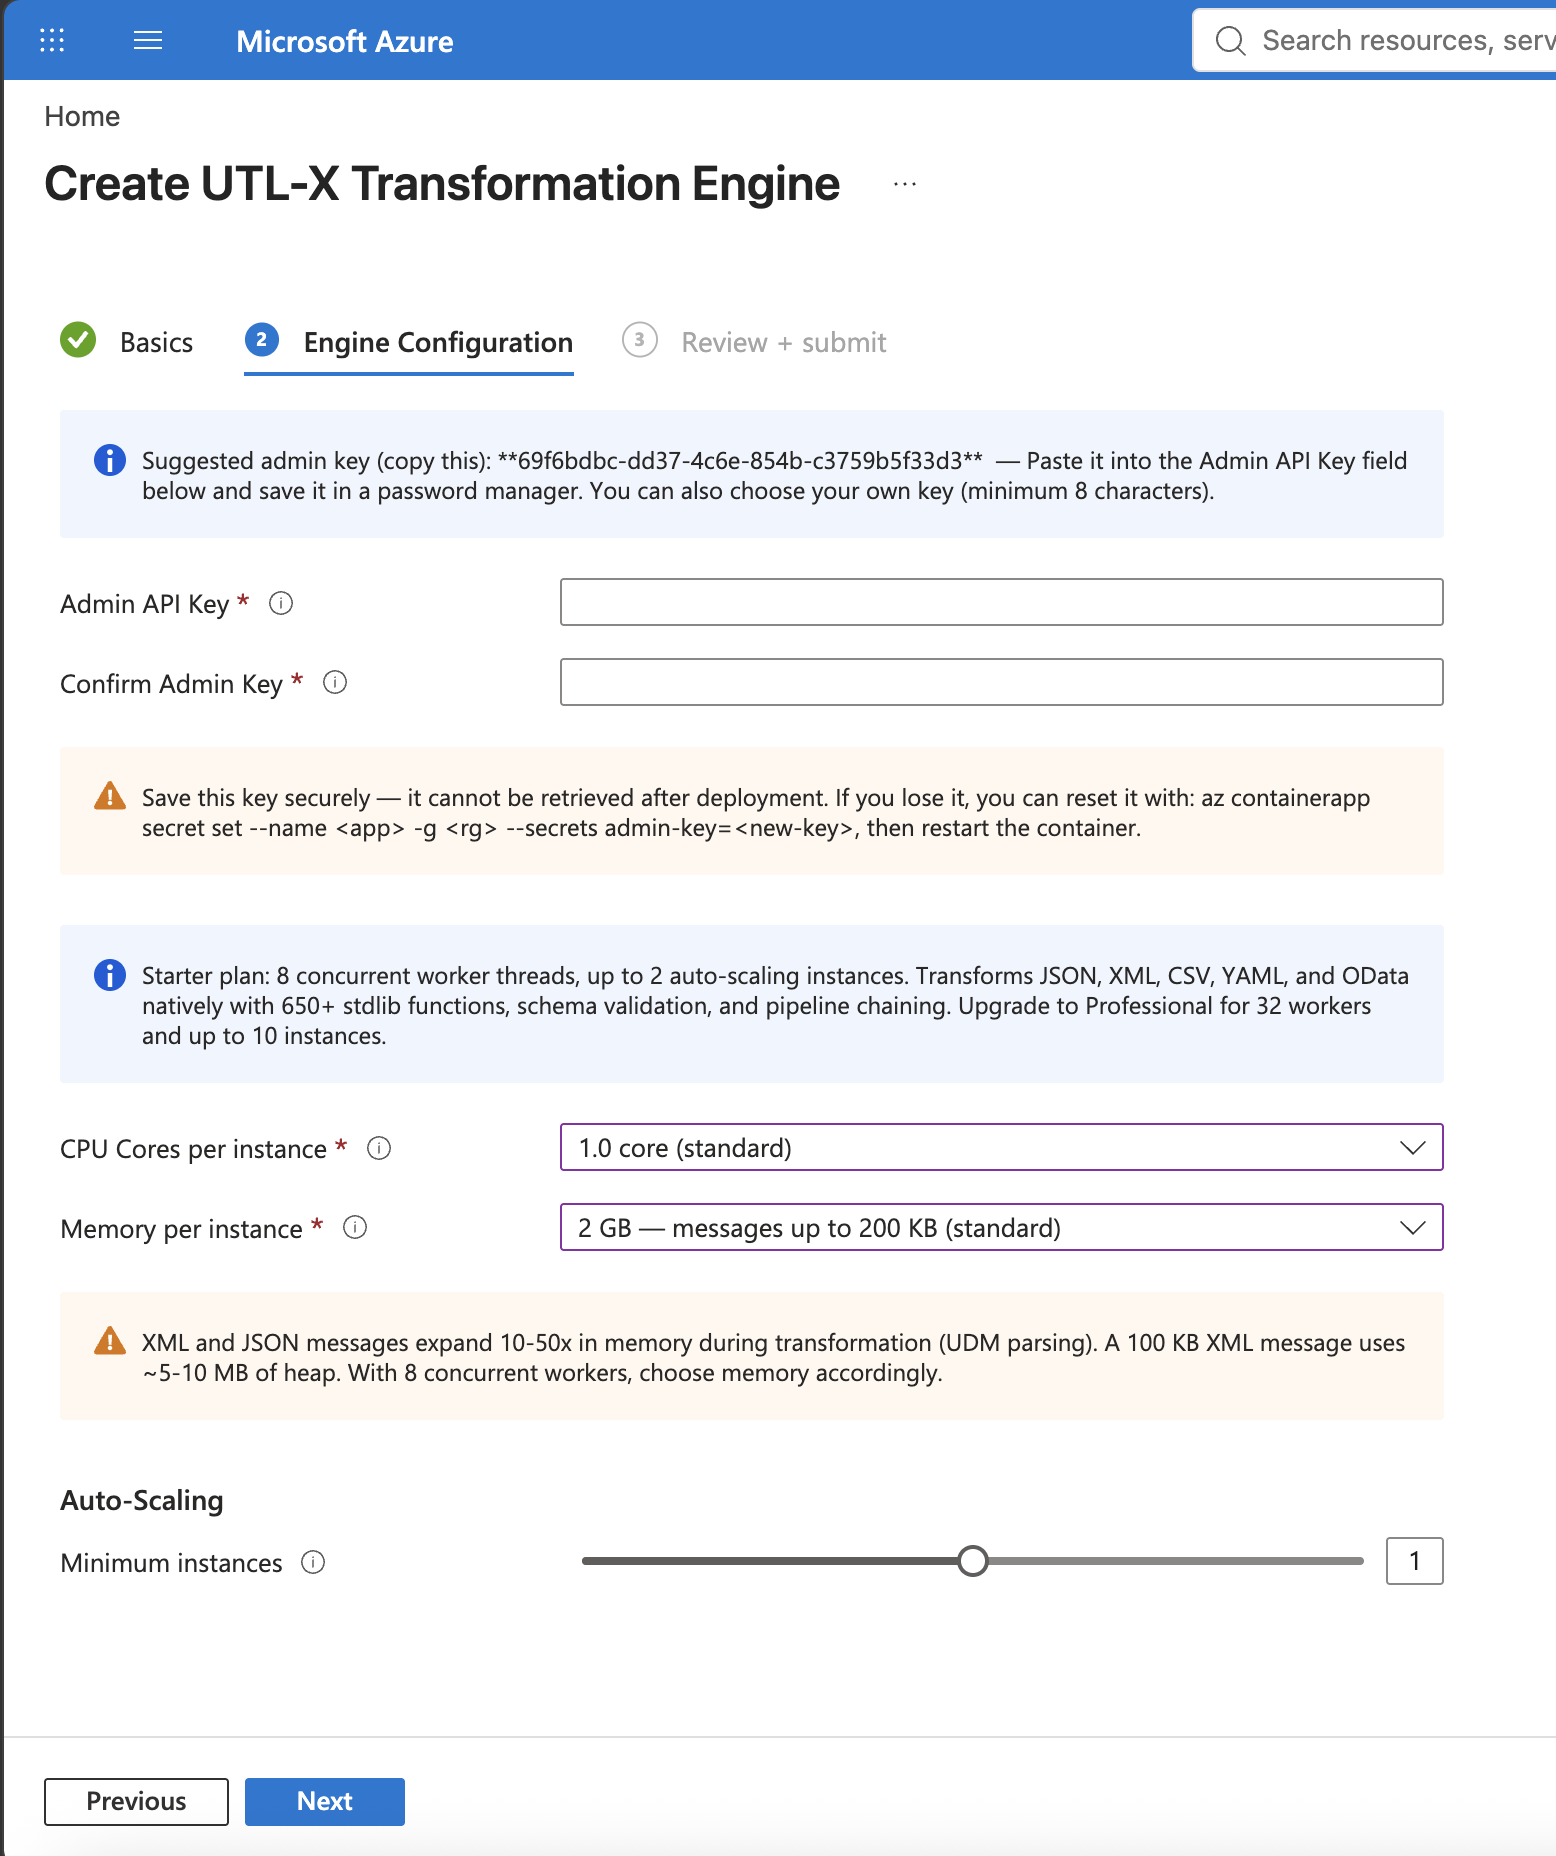 Microsoft Azure
Search resources, serv
Home
Create UTL-X Transformation Engine ...
Basics
2 Engine Configuration
3 Review + submit
Suggested admin key (copy this): **69f6bdbc-dd37-4c6e-854b-c3759b5f33d3** — Paste it into the Admin API Key field
below and save it in a password manager. You can also choose your own key (minimum 8 characters).
Admin API Key *
Confirm Admin Key *
Save this key securely — it cannot be retrieved after deployment. If you lose it, you can reset it with: az containerapp
secret set --name <app> -g <rg> --secrets admin-key=<new-key>, then restart the container.
Starter plan: 8 concurrent worker threads, up to 2 auto-scaling instances. Transforms JSON, XML, CSV, YAML, and OData
natively with 650+ stdlib functions, schema validation, and pipeline chaining. Upgrade to Professional for 32 workers
and up to 10 instances.
CPU Cores per instance *
1.0 core (standard)
Memory per instance *
2 GB — messages up to 200 KB (standard)
XML and JSON messages expand 10-50x in memory during transformation (UDM parsing). A 100 KB XML message uses
~5-10 MB of heap. With 8 concurrent workers, choose memory accordingly.
Auto-Scaling
Minimum instances
1
Previous
Next